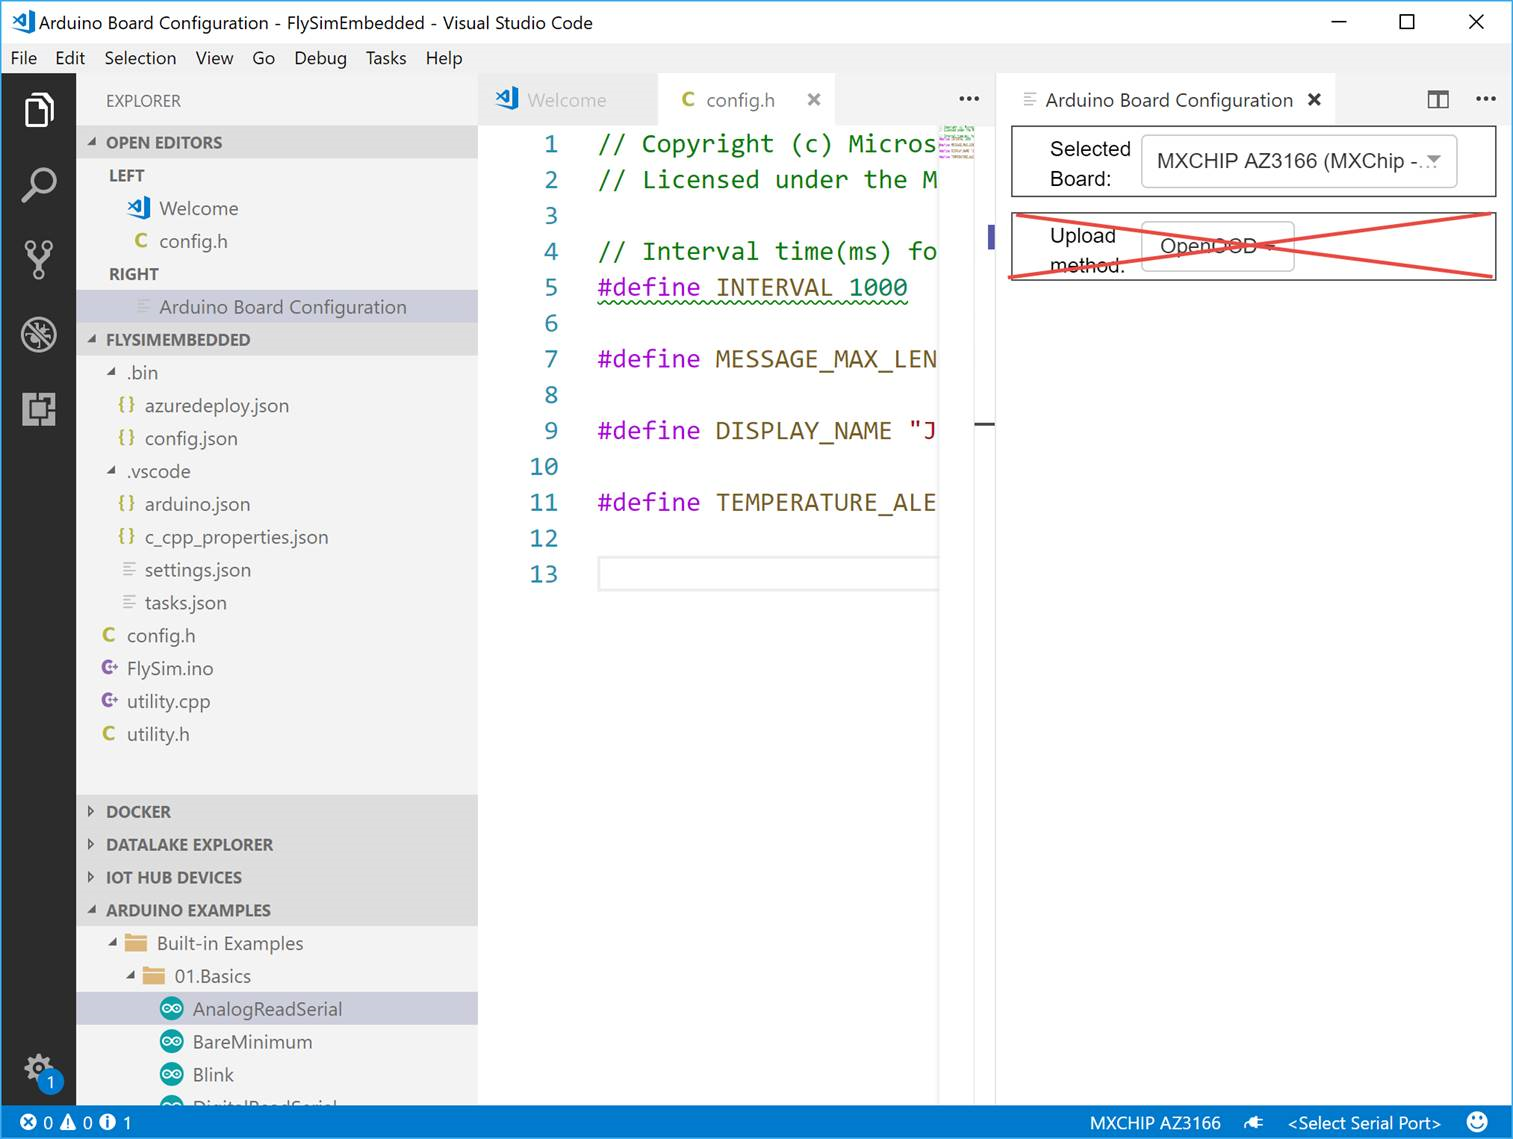 Arduino Board Configuration - FlySimEmbedded - Visual Studio Code
File Edit Selection View Go Debug Tasks Help
EXPLORER
OPEN EDITORS
LEFT
Welcome
config.h
RIGHT
Arduino Board Configuration
FLYSIMEMBEDDED
.bin
azuredeploy.json
config.json
.vscode
arduino.json
c_cpp_properties.json
settings.json
tasks.json
config.h
FlySim.ino
utility.cpp
utility.h
DOCKER
DATALAKE EXPLORER
IOT HUB DEVICES
ARDUINO EXAMPLES
Built-in Examples
01.Basics
AnalogReadSerial
BareMinimum
Blink
DigitalReadSerial
Welcome
config.h
1 // Copyright (c) Micros
2 // Licensed under the M
3
4 // Interval time(ms) fo
5 #define INTERVAL 1000
6
7 #define MESSAGE_MAX_LEN
8
9 #define DISPLAY_NAME "J
10
11 #define TEMPERATURE_ALE
12
13
Arduino Board Configuration
Selected
Board:
MXCHIP AZ3166 (MXChip -...
Upload
method:
OpenOCD
0 0 1
MXCHIP AZ3166 <Select Serial Port>
1